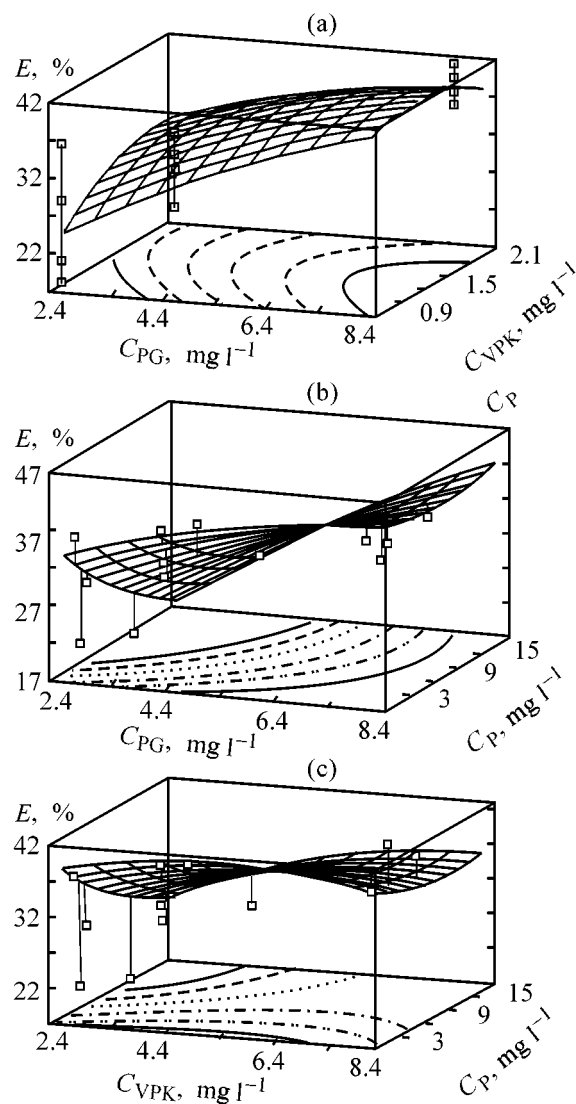 (a)
E, %
42
32
22
2.4
4.4
6.4
8.4
C_PG, mg l⁻¹
0.9
1.5
2.1
C_VPK, mg l⁻¹
(b)
C_P
E, %
47
37
27
17
2.4
4.4
6.4
8.4
C_PG, mg l⁻¹
3
9
15
C_P, mg l⁻¹
(c)
E, %
42
32
22
2.4
4.4
6.4
8.4
C_VPK, mg l⁻¹
3
9
15
C_P, mg l⁻¹